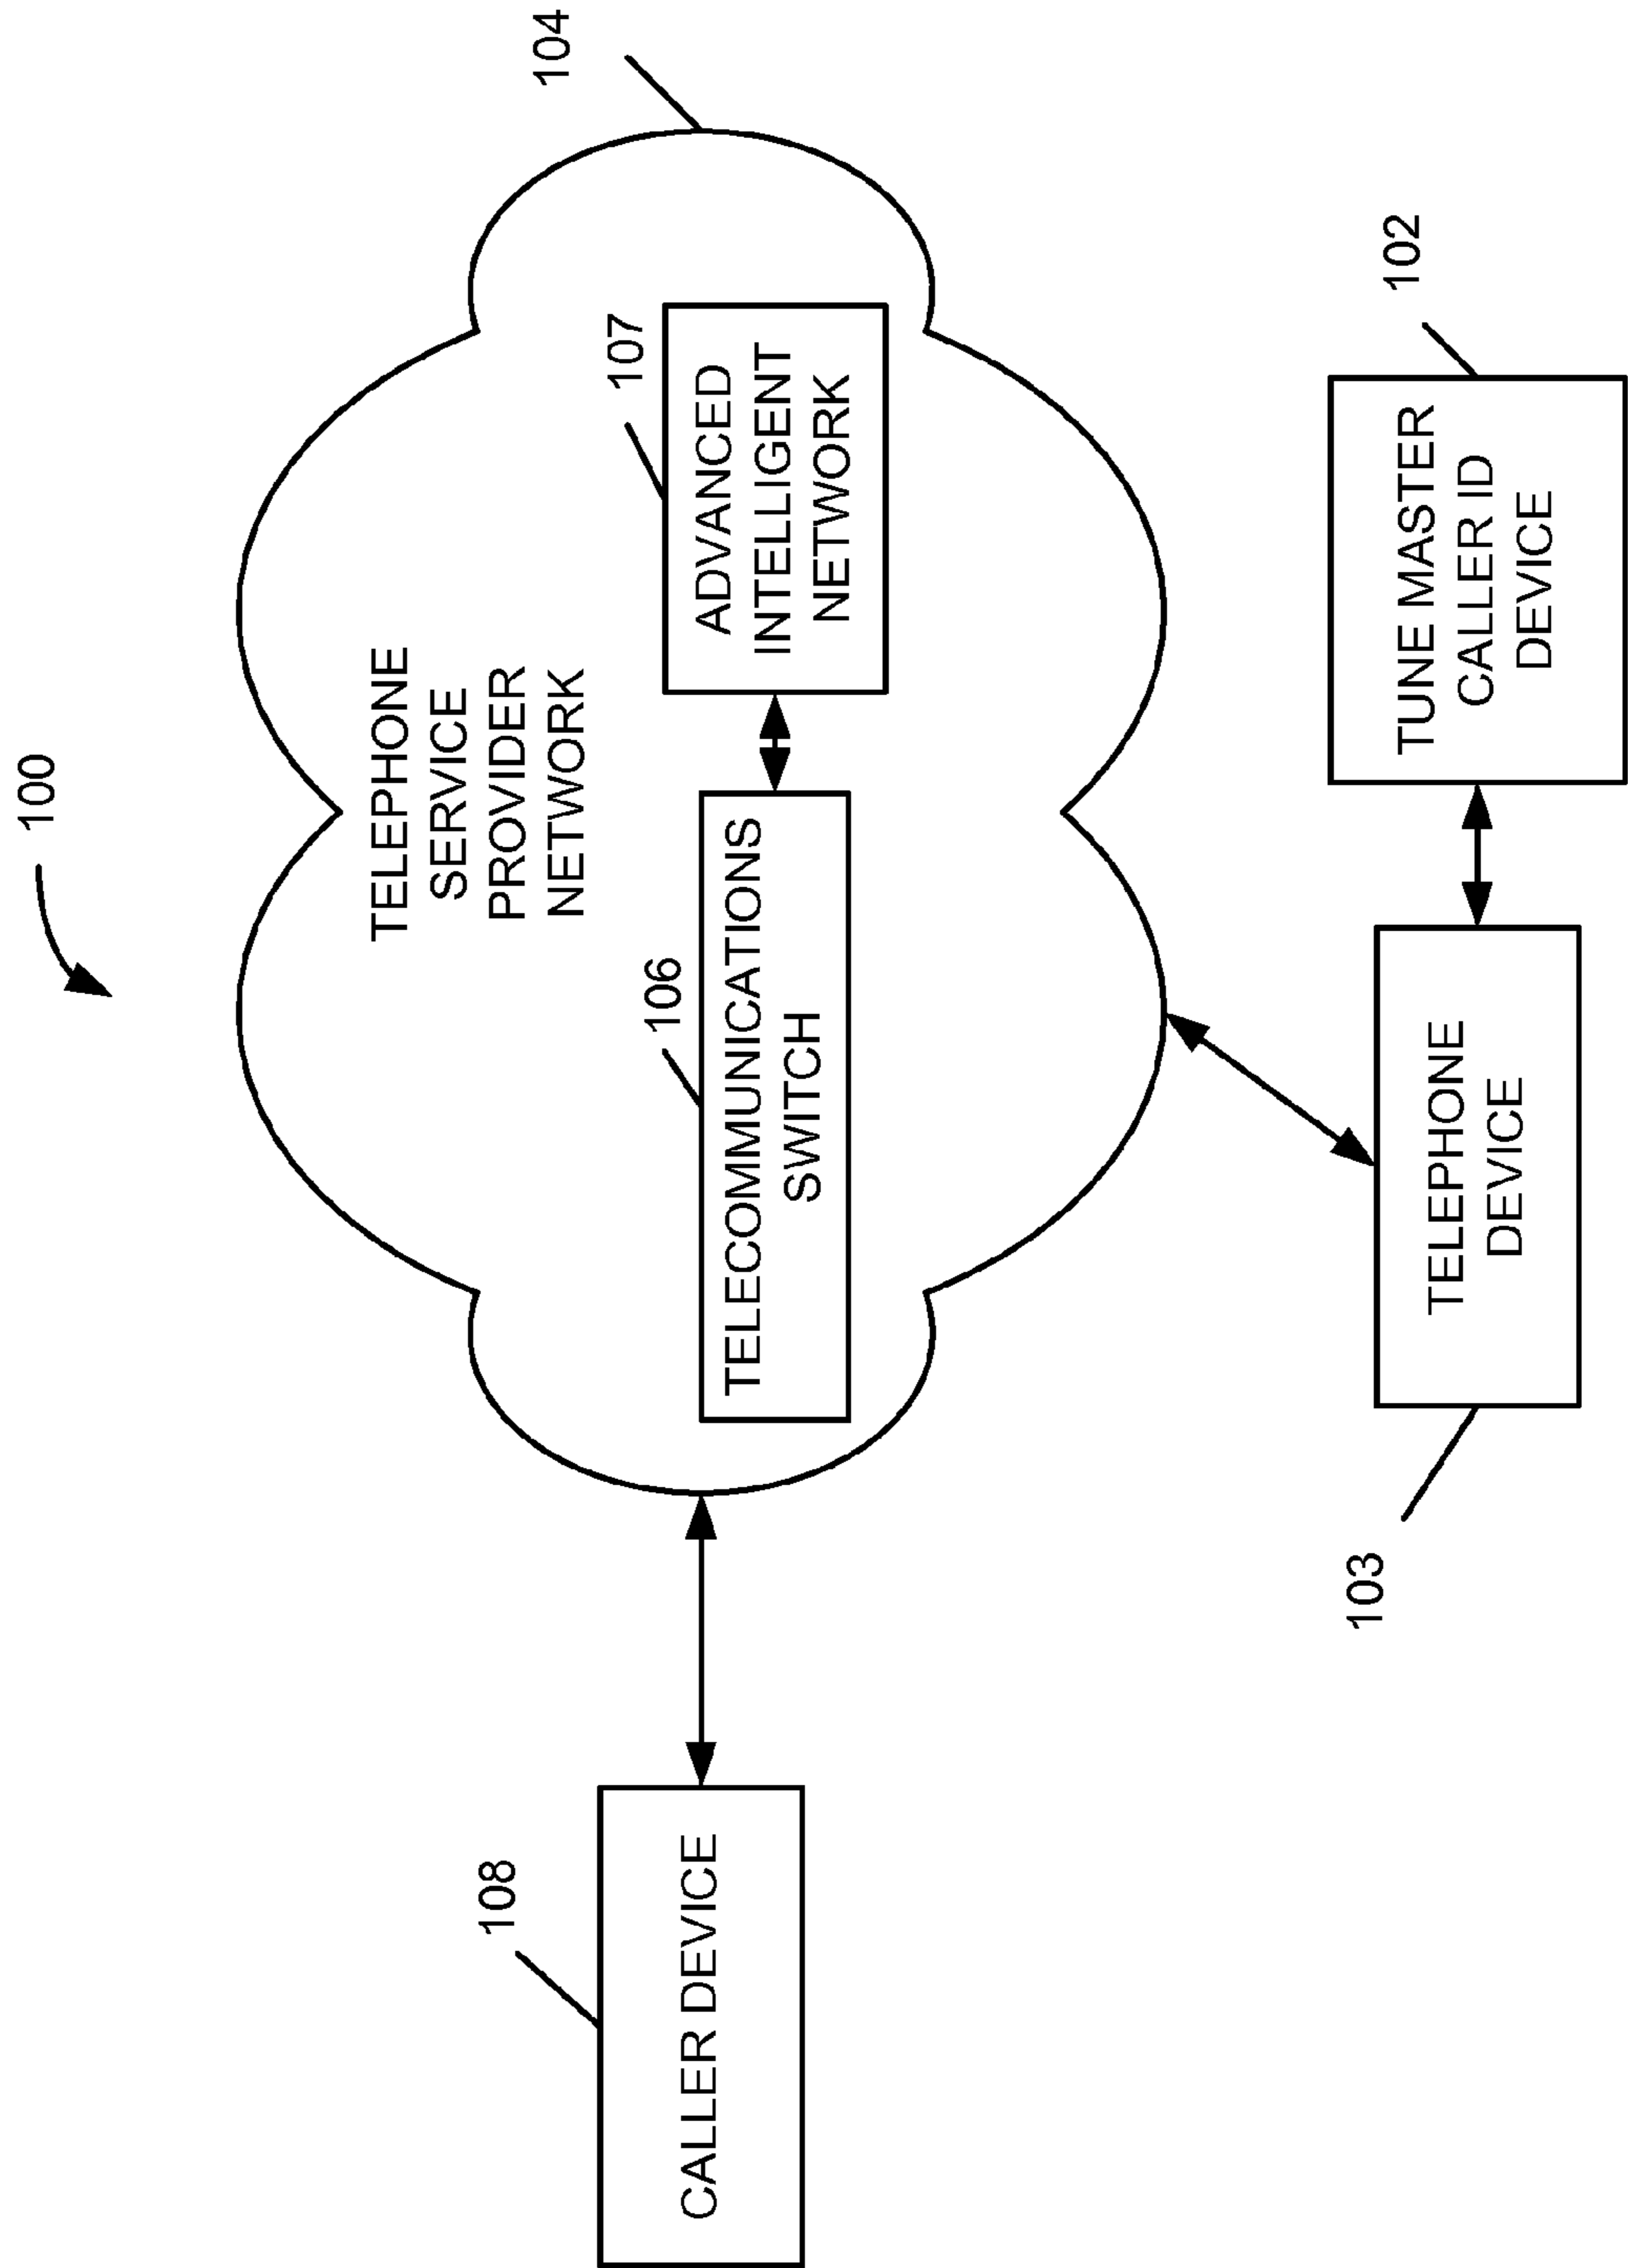 100
104
TELEPHONE
SERVICE
PROVIDER
NETWORK
107
ADVANCED
INTELLIGENT
NETWORK
106
TELECOMMUNICATIONS
SWITCH
108
CALLER DEVICE
102
TUNE MASTER
CALLER ID
DEVICE
TELEPHONE
DEVICE
103